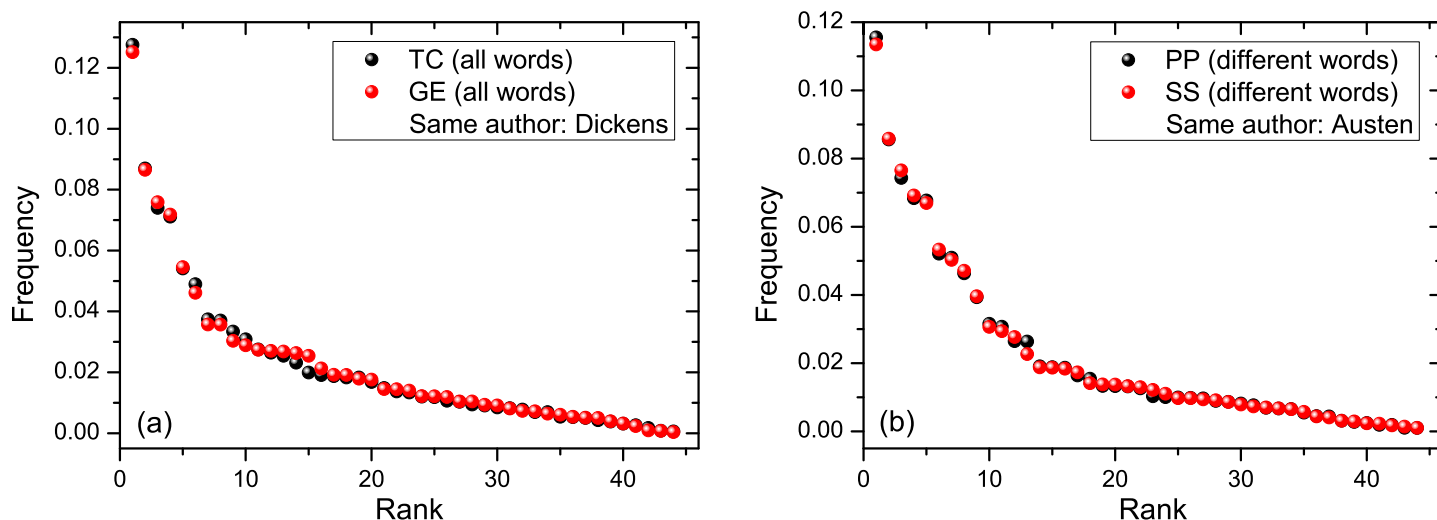 TC (all words)
GE (all words)
Same author: Dickens
0.12
0.10
0.08
0.06
0.04
0.02
0.00
Frequency
(a)
0
10
20
30
40
Rank
PP (different words)
SS (different words)
Same author: Austen
0.12
0.10
0.08
0.06
0.04
0.02
0.00
Frequency
(b)
0
10
20
30
40
Rank